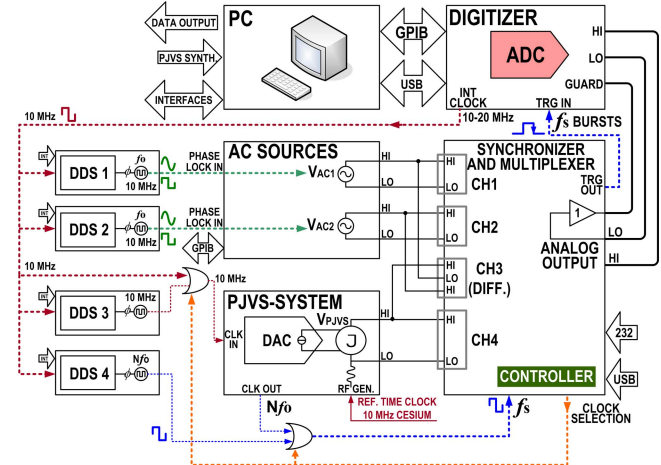 DATA OUTPUT
PJVS SYNTH.
INTERFACES
PC
GPIB
USB
DIGITIZER
ADC
INT
CLOCK
TRG IN
HI
LO
GUARD
10 MHz
10-20 MHz
fs BURSTS
INT
DDS 1
fo
10 MHz
PHASE
LOCK IN
AC SOURCES
VAC1
HI
LO
HI
LO
CH1
SYNCHRONIZER
AND MULTIPLEXER
TRG
OUT
INT
DDS 2
fo
10 MHz
PHASE
LOCK IN
GPIB
VAC2
HI
LO
HI
LO
CH2
1
ANALOG
OUTPUT
LO
HI
10 MHz
10 MHz
HI
LO
HI
CH3
(DIFF.)
INT
DDS 3
10 MHz
PJVS-SYSTEM
CLK
IN
DAC
VPJVS
J
HI
LO
HI
LO
CH4
232
USB
INT
DDS 4
Nfo
RF GEN.
CLK OUT
Nfo
REF. TIME CLOCK
10 MHz CESIUM
CONTROLLER
fs
CLOCK
SELECTION